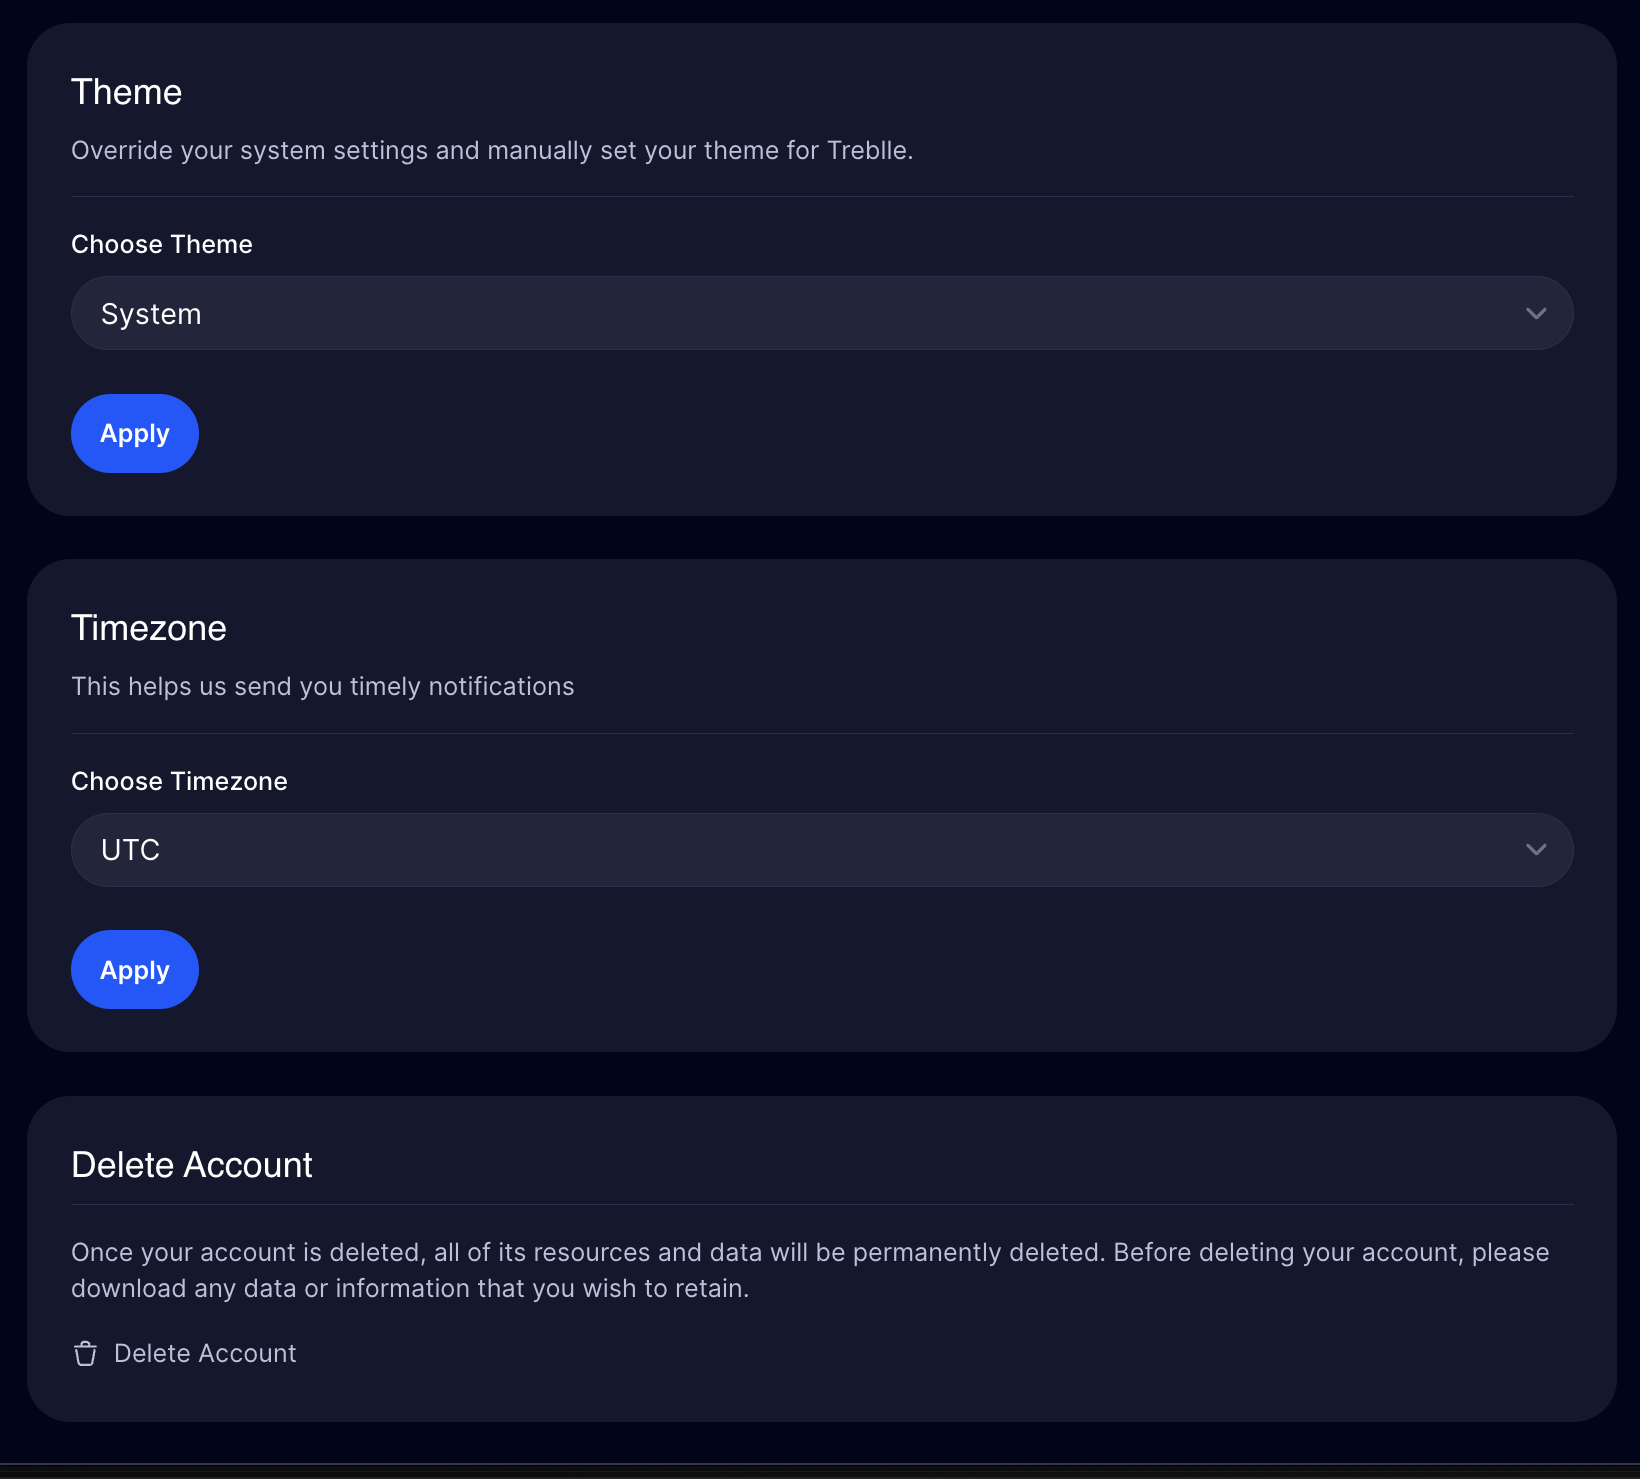 Theme
Override your system settings and manually set your theme for Treblle.
Choose Theme
System
Apply
Timezone
This helps us send you timely notifications
Choose Timezone
UTC
Apply
Delete Account
Once your account is deleted, all of its resources and data will be permanently deleted. Before deleting your account, please
download any data or information that you wish to retain.
Delete Account